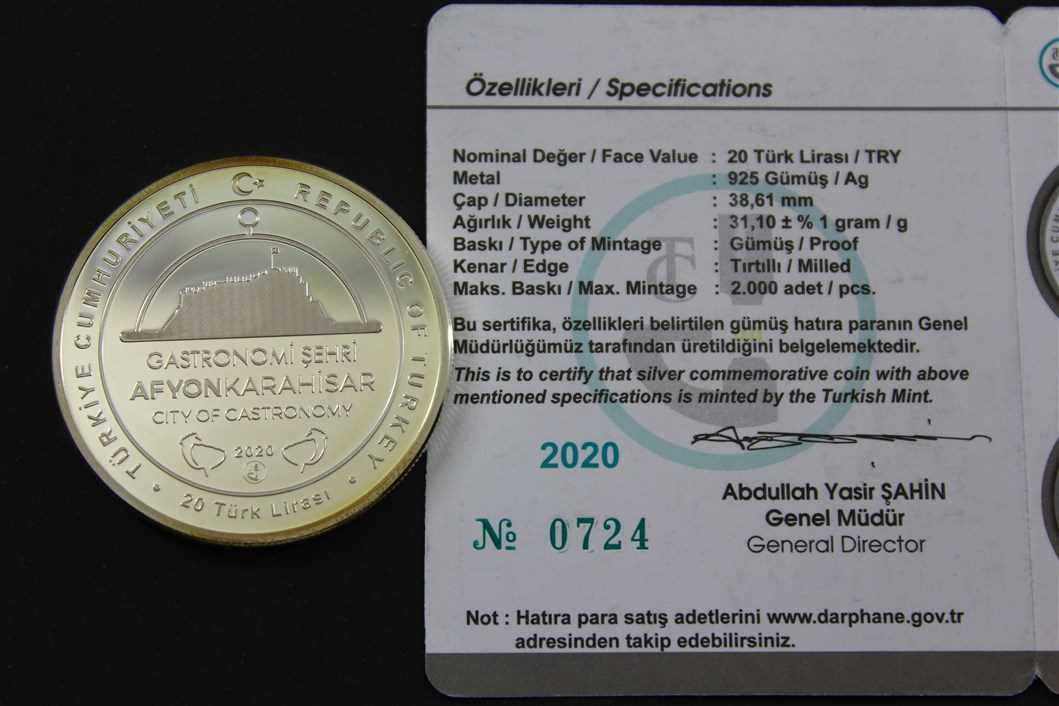 TÜRKİYE CUMHURİYETİ
REPUBLIC OF TURKEY
GASTRONOMİ ŞEHRİ
AFYONKARAHİSAR
CITY OF GASTRONOMY
2020
20 Türk Lirası
Özellikleri / Specifications
Nominal Değer / Face Value : 20 Türk Lirası / TRY
Metal : 925 Gümüş / Ag
Çap / Diameter : 38,61 mm
Ağırlık / Weight : 31,10 ± % 1 gram / g
Baskı / Type of Mintage : Gümüş / Proof
Kenar / Edge : Tırtıllı / Milled
Maks. Baskı / Max. Mintage : 2.000 adet / pcs.
Bu sertifika, özellikleri belirtilen gümüş hatıra paranın Genel
Müdürlüğümüz tarafından üretildiğini belgelemektedir.
This is to certify that silver commemorative coin with above
mentioned specifications is minted by the Turkish Mint.
2020
Abdullah Yasir ŞAHİN
Genel Müdür
General Director
№ 0724
Not : Hatıra para satış adetlerini www.darphane.gov.tr
adresinden takip edebilirsiniz.